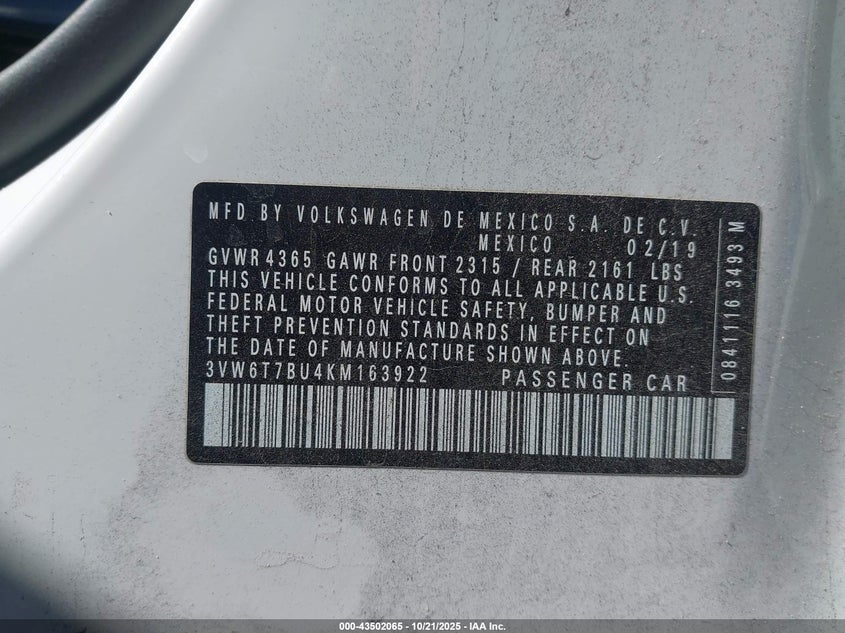 MFD BY VOLKSWAGEN DE MEXICO S.A. DE C.V.
MEXICO 02/19
GVWR 4365 GAWR FRONT 2315 / REAR 2161 LBS
THIS VEHICLE CONFORMS TO ALL APPLICABLE U.S.
FEDERAL MOTOR VEHICLE SAFETY, BUMPER AND
THEFT PREVENTION STANDARDS IN EFFECT ON
THE DATE OF MANUFACTURE SHOWN ABOVE.
3VW6T7BU4KM163922 PASSENGER CAR
0841116 3493 M
000-43502065 - 10/21/2025 - IAA Inc.